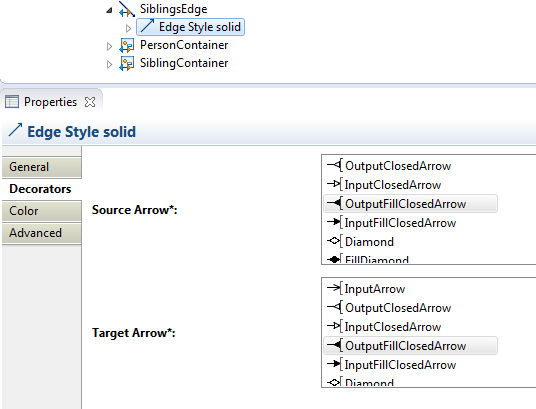 SiblingsEdge
Edge Style solid
PersonContainer
SiblingContainer
Properties
Edge Style solid
General
Decorators
Color
Advanced
Source Arrow*:
OutputClosedArrow
InputClosedArrow
OutputFillClosedArrow
InputFillClosedArrow
Diamond
FillDiamond
Target Arrow*:
InputArrow
OutputClosedArrow
InputClosedArrow
OutputFillClosedArrow
InputFillClosedArrow
Diamond